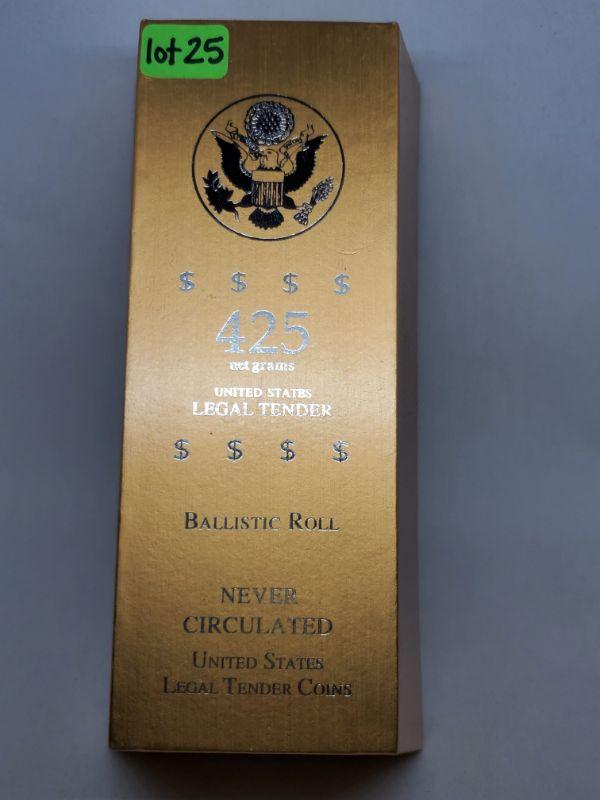 lot 25
$ $ $ $
425
net grams
UNITED STATES
LEGAL TENDER
$ $ $ $
BALLISTIC ROLL
NEVER
CIRCULATED
UNITED STATES
LEGAL TENDER COINS